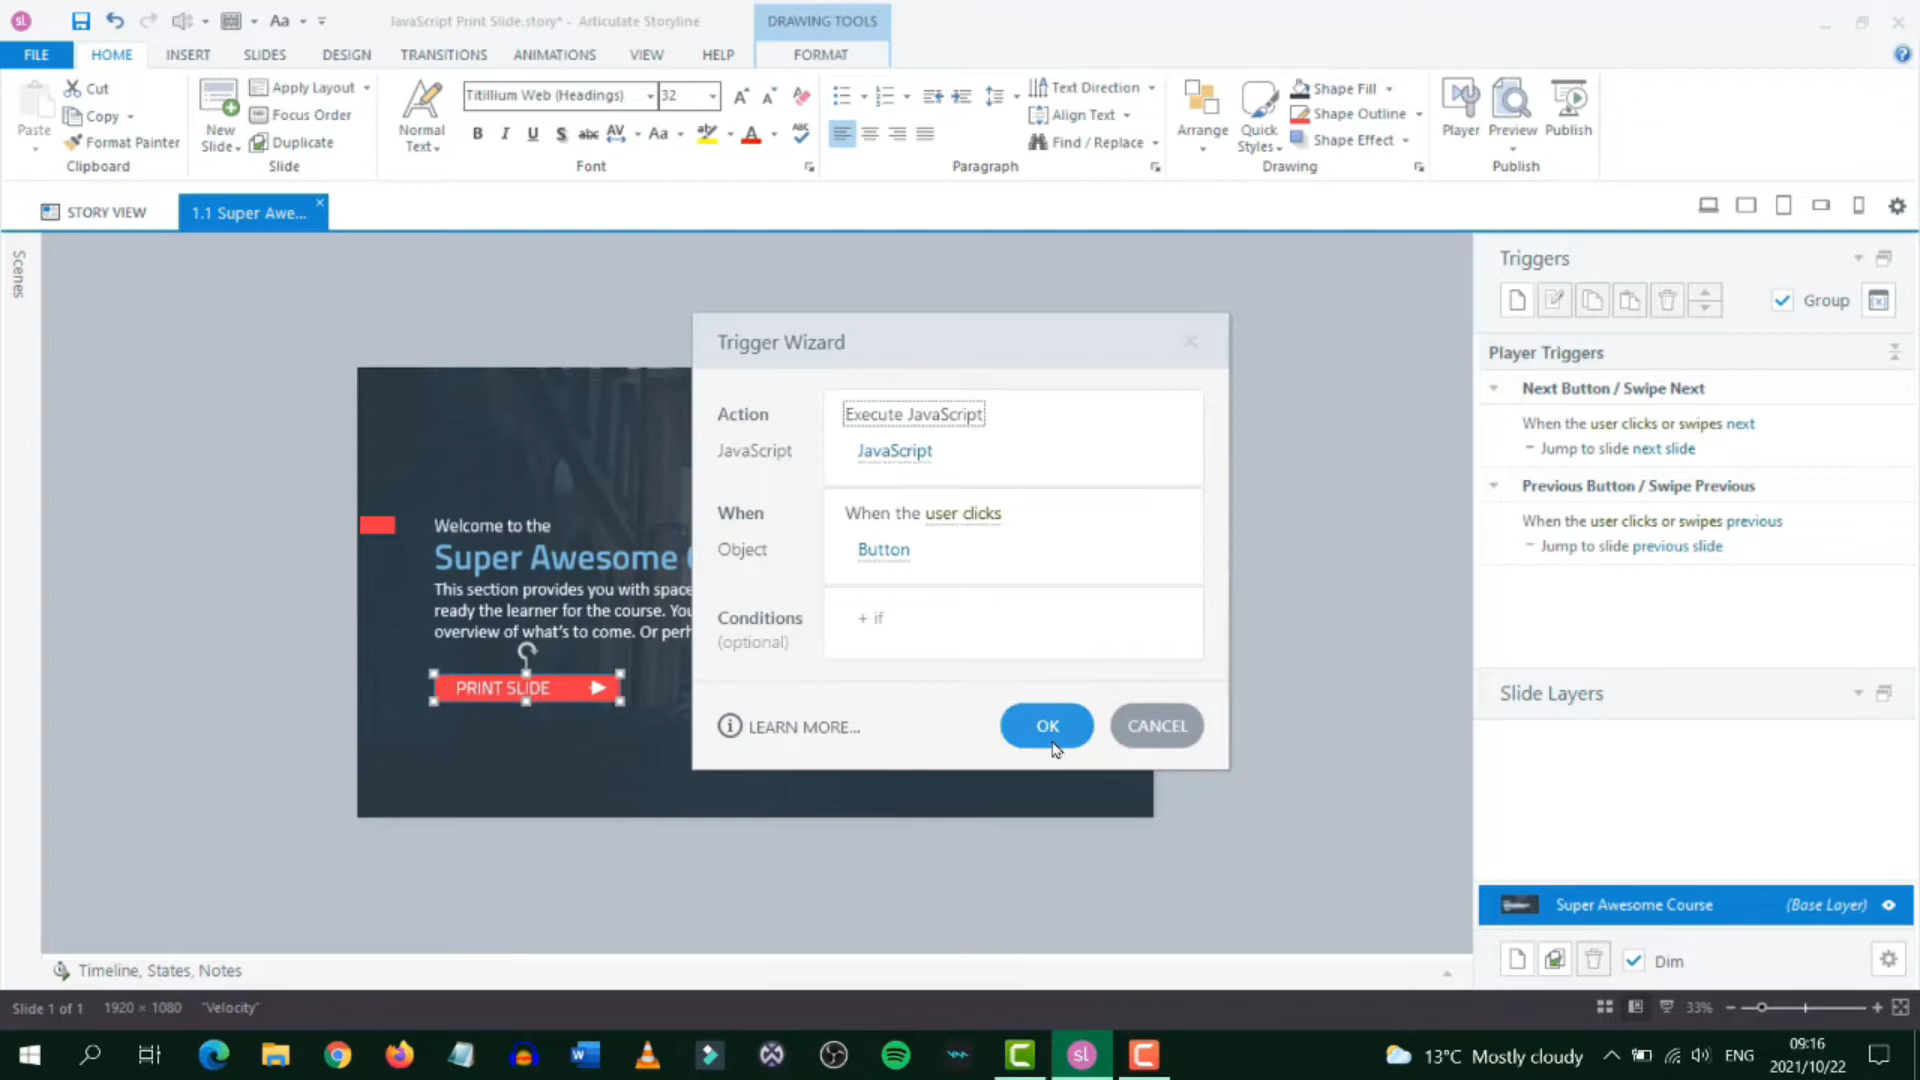 sl
Aa
JavaScript Print Slide.story* - Articulate Storyline
DRAWING TOOLS
FILE
HOME
INSERT
SLIDES
DESIGN
TRANSITIONS
ANIMATIONS
VIEW
HELP
FORMAT
Paste
Cut
Copy
Format Painter
Clipboard
New Slide
Apply Layout
Focus Order
Duplicate
Slide
Normal Text
Titillium Web (Headings)
32
B I U S abc AV Aa A ABC
Font
Text Direction
Align Text
Find / Replace
Paragraph
Arrange
Quick Styles
Shape Fill
Shape Outline
Shape Effect
Drawing
Player
Preview
Publish
Publish
STORY VIEW
1.1 Super Awe...
Scenes
Triggers
Group
Player Triggers
Next Button / Swipe Next
When the user clicks or swipes next
Jump to slide next slide
Previous Button / Swipe Previous
When the user clicks or swipes previous
Jump to slide previous slide
Trigger Wizard
Action
Execute JavaScript
JavaScript
JavaScript
When
When the user clicks
Object
Button
Conditions
(optional)
+ if
LEARN MORE...
OK
CANCEL
Welcome to the
Super Awesome
This section provides you with space
ready the learner for the course. You
overview of what's to come. Or perh
PRINT SLIDE
Slide Layers
Super Awesome Course
(Base Layer)
Dim
Timeline, States, Notes
Slide 1 of 1
1920 × 1080
"Velocity"
33%
13°C Mostly cloudy
ENG
09:16
2021/10/22